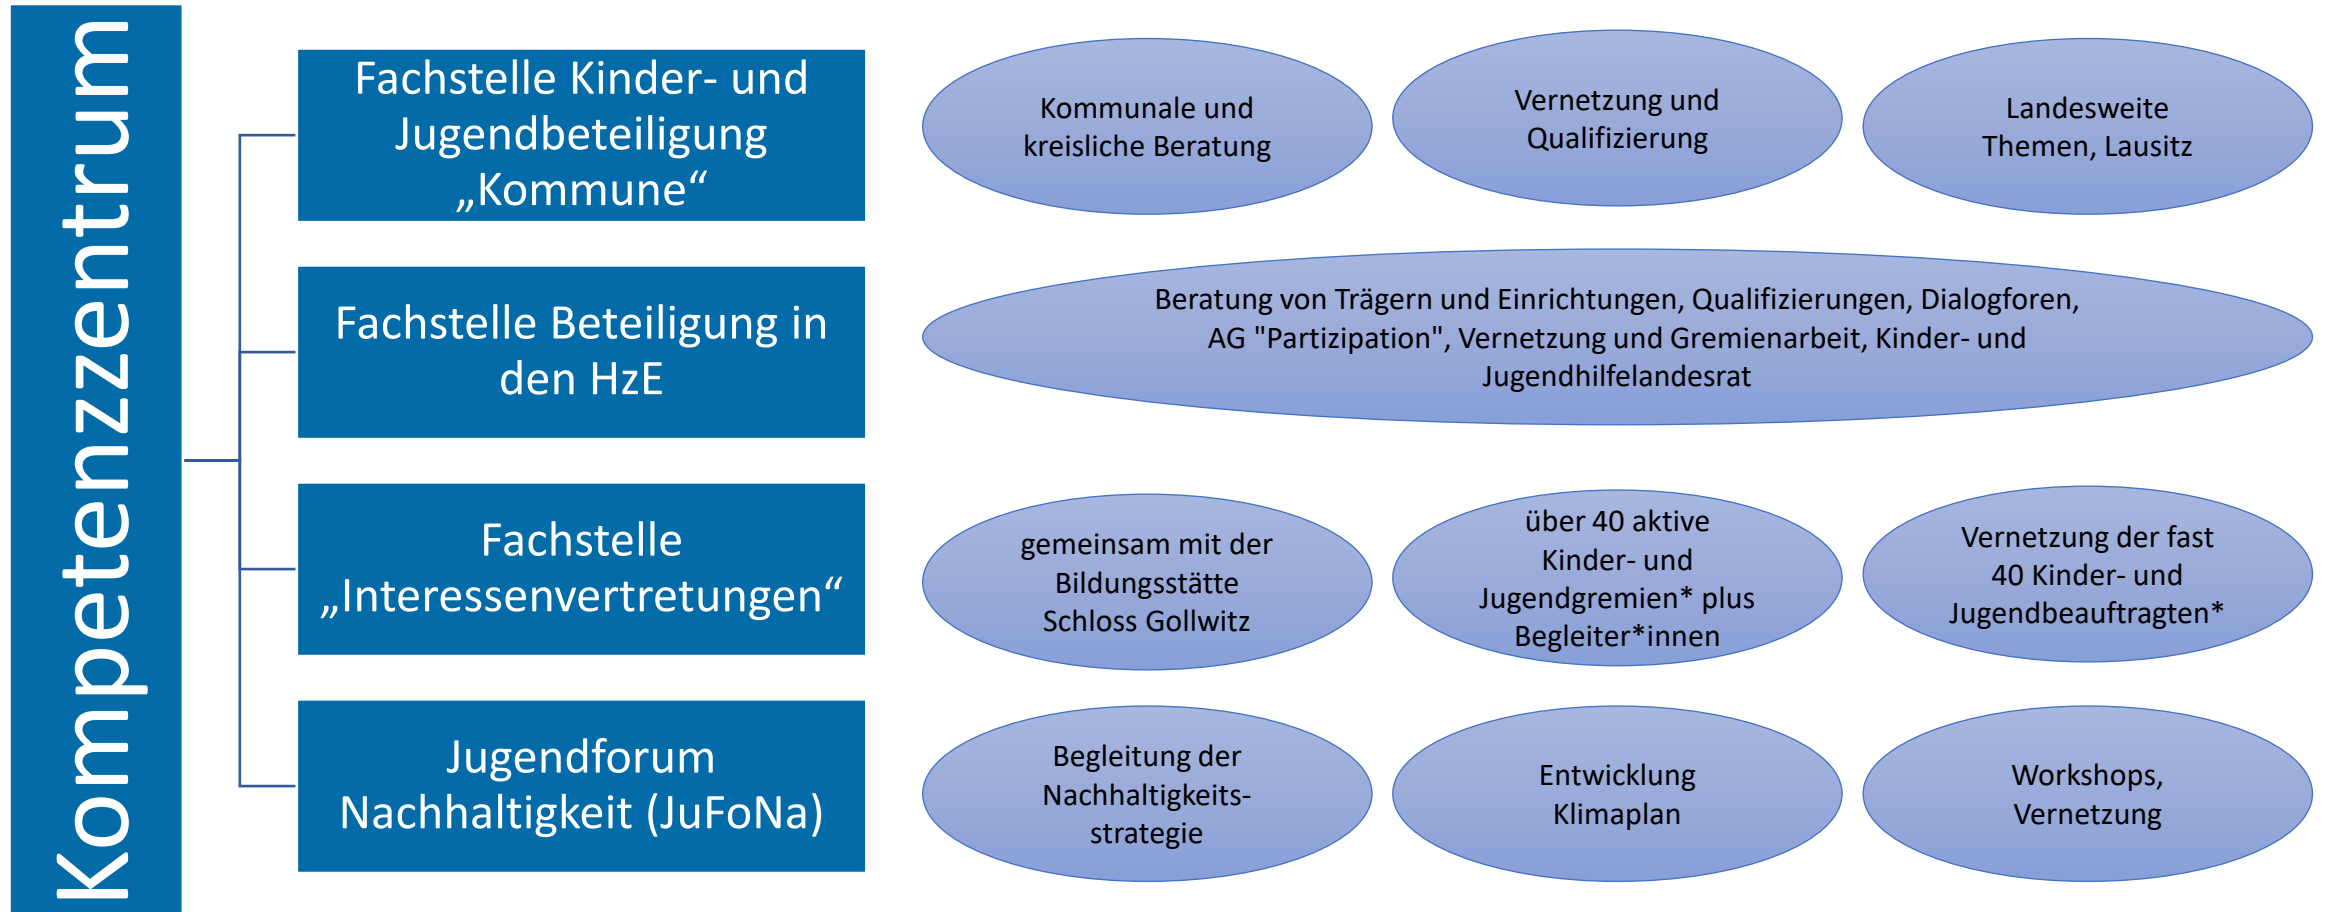 Kompetenzzentrum
Fachstelle Kinder- und
Jugendbeteiligung
„Kommune“
Kommunale und
kreisliche Beratung
Vernetzung und
Qualifizierung
Landesweite
Themen, Lausitz
Fachstelle Beteiligung in
den HzE
Beratung von Trägern und Einrichtungen, Qualifizierungen, Dialogforen,
AG "Partizipation", Vernetzung und Gremienarbeit, Kinder- und
Jugendhilfelandesrat
Fachstelle
„Interessenvertretungen“
gemeinsam mit der
Bildungsstätte
Schloss Gollwitz
über 40 aktive
Kinder- und
Jugendgremien* plus
Begleiter*innen
Vernetzung der fast
40 Kinder- und
Jugendbeauftragten*
Jugendforum
Nachhaltigkeit (JuFoNa)
Begleitung der
Nachhaltigkeits-
strategie
Entwicklung
Klimaplan
Workshops,
Vernetzung